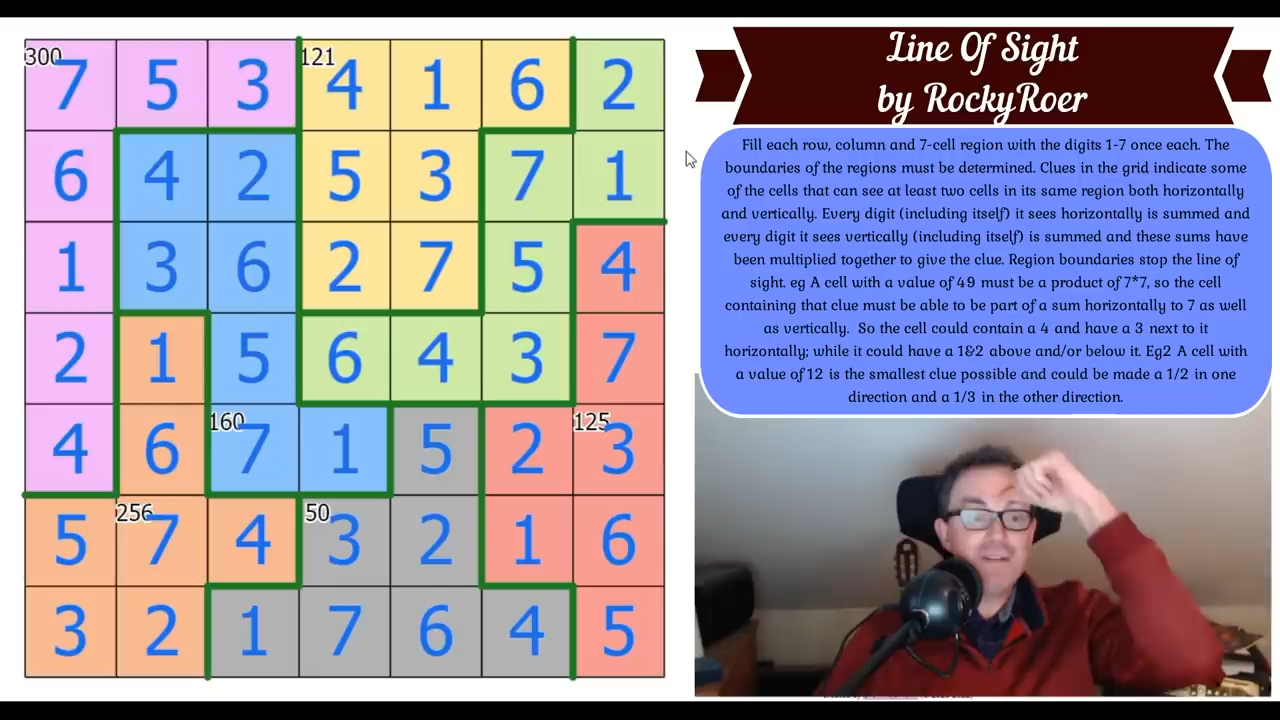 300 7 5 3 121 4 1 6 2
6 4 2 5 3 7 1
1 3 6 2 7 5 4
2 1 5 6 4 3 7
4 6 160 7 1 5 2 125 3
5 256 7 4 50 3 2 1 6
3 2 1 7 6 4 5
Line Of Sight
by RockyRoer
Fill each row, column and 7-cell region with the digits 1-7 once each. The
boundaries of the regions must be determined. Clues in the grid indicate some
of the cells that can see at least two cells in its same region both horizontally
and vertically. Every digit (including itself) it sees horizontally is summed and
every digit it sees vertically (including itself) is summed and these sums have
been multiplied together to give the clue. Region boundaries stop the line of
sight. eg A cell with a value of 49 must be a product of 7*7, so the cell
containing that clue must be able to be part of a sum horizontally to 7 as well
as vertically. So the cell could contain a 4 and have a 3 next to it
horizontally; while it could have a 1&2 above and/or below it. Eg2 A cell with
a value of 12 is the smallest clue possible and could be made a 1/2 in one
direction and a 1/3 in the other direction.